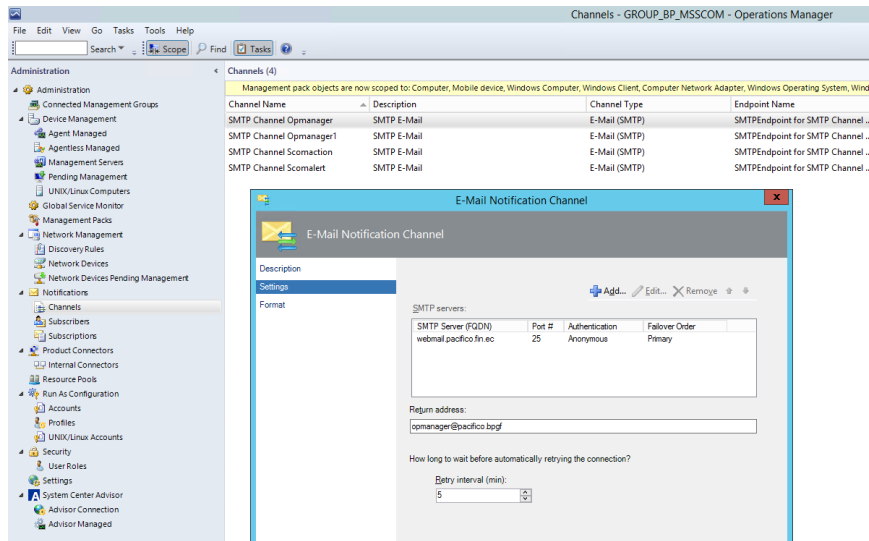 Channels - GROUP_BP_MSSCOM - Operations Manager
File Edit View Go Tasks Tools Help
Search Scope Find Tasks
Administration
Administration
Connected Management Groups
Device Management
Agent Managed
Agentless Managed
Management Servers
Pending Management
UNIX/Linux Computers
Global Service Monitor
Management Packs
Network Management
Discovery Rules
Network Devices
Network Devices Pending Management
Notifications
Channels
Subscribers
Subscriptions
Product Connectors
Internal Connectors
Resource Pools
Run As Configuration
Accounts
Profiles
UNIX/Linux Accounts
Security
User Roles
Settings
System Center Advisor
Advisor Connection
Advisor Managed
Channels (4)
Management pack objects are now scoped to: Computer, Mobile device, Windows Computer, Windows Client, Computer Network Adapter, Windows Operating System, Wind
Channel Name Description Channel Type Endpoint Name
SMTP Channel Opmanager SMTP E-Mail E-Mail (SMTP) SMTPEndpoint for SMTP Channel ..
SMTP Channel Opmanager1 SMTP E-Mail E-Mail (SMTP) SMTPEndpoint for SMTP Channel ..
SMTP Channel Scomaction SMTP E-Mail E-Mail (SMTP) SMTPEndpoint for SMTP Channel ..
SMTP Channel Scomalert SMTP E-Mail E-Mail (SMTP) SMTPEndpoint for SMTP Channel ..
E-Mail Notification Channel
x
E-Mail Notification Channel
Description
Settings
Format
Add... Edit... Remove
SMTP servers:
SMTP Server (FQDN) Port # Authentication Failover Order
webmail.pacifico.fin.ec 25 Anonymous Primary
Return address:
opmanager@pacifico.bpgf
How long to wait before automatically retrying the connection?
Retry interval (min):
5